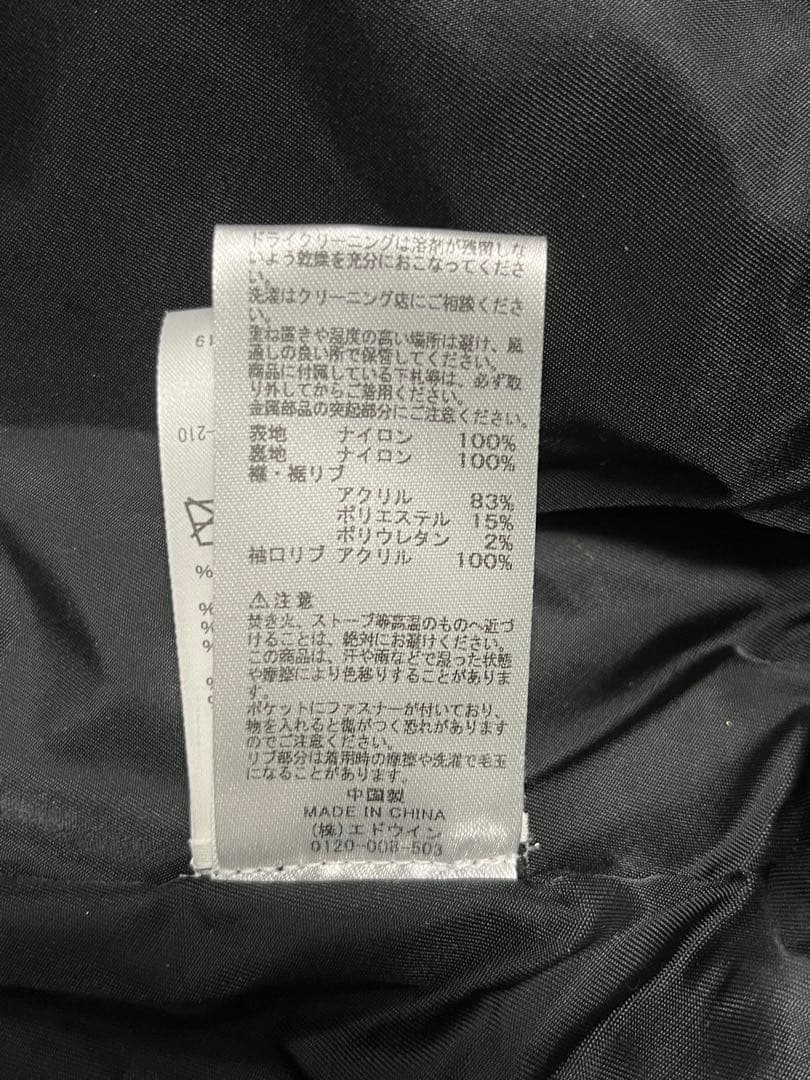 ドライクリーニングは溶剤が残留しな
いよう乾燥を充分におこなってくださ
い。
洗濯はクリーニング店にご相談くださ
い。
重ね置きや湿度の高い場所は避け、風
通しの良い所で保管してください。
商品に付属している下札等は、必ず取
り外してからご着用ください。
金属部品の突起部分にご注意ください。
表地 ナイロン 100%
裏地 ナイロン 100%
襟・裾リブ
アクリル 83%
ポリエステル 15%
ポリウレタン 2%
袖口リブ アクリル 100%
⚠注意
焚き火、ストーブ等高温のものへ近づ
けることは、絶対にお避けください。
この商品は、汗や雨などで湿った状態
や摩擦により色移りすることがありま
す。
ポケットにファスナーが付いており、
物を入れると傷がつく恐れがあります
のでご注意ください。
リブ部分は着用時の摩擦や洗濯で毛玉
になることがあります。
中国製
MADE IN CHINA
(株)エドウイン
0120-008-503
19
-210
%
%
%
%
%